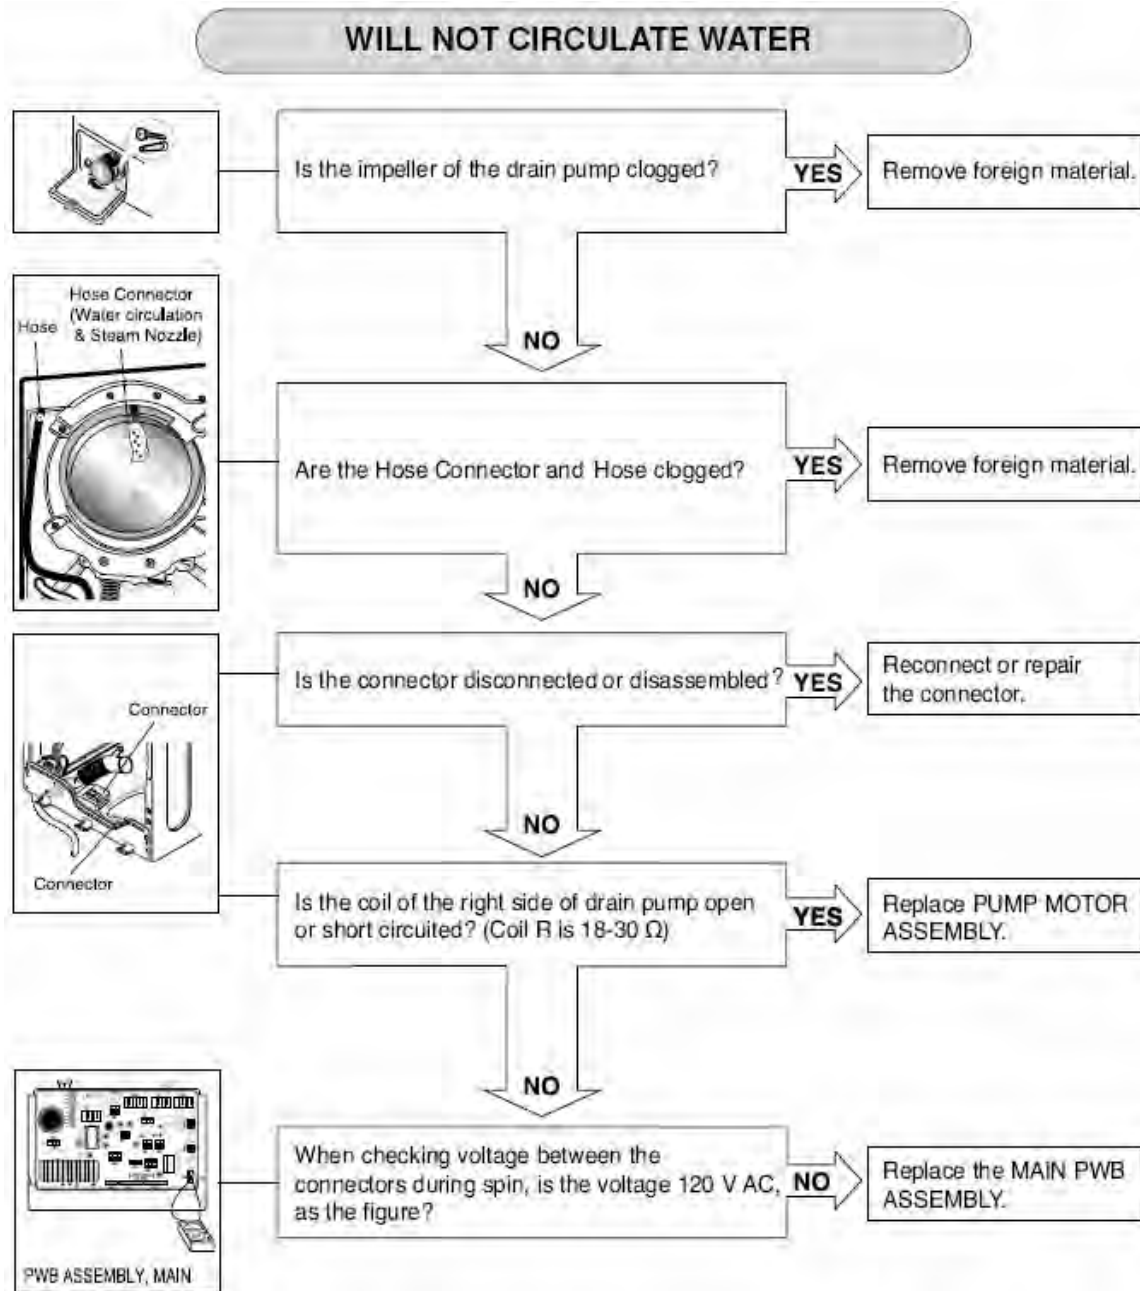 WILL NOT CIRCULATE WATER
Is the impeller of the drain pump clogged?
YES
Remove foreign material.
NO
Hose Connector
(Water circulation
& Steam Nozzle)
Hose
Are the Hose Connector and Hose clogged?
YES
Remove foreign material.
NO
Is the connector disconnected or disassembled?
YES
Reconnect or repair
the connector.
Connector
Connector
NO
Is the coil of the right side of drain pump open
or short circuited? (Coil R is 18-30 Ω)
YES
Replace PUMP MOTOR
ASSEMBLY.
NO
When checking voltage between the
connectors during spin, is the voltage 120 V AC,
as the figure?
NO
Replace the MAIN PWB
ASSEMBLY.
PWB ASSEMBLY, MAIN